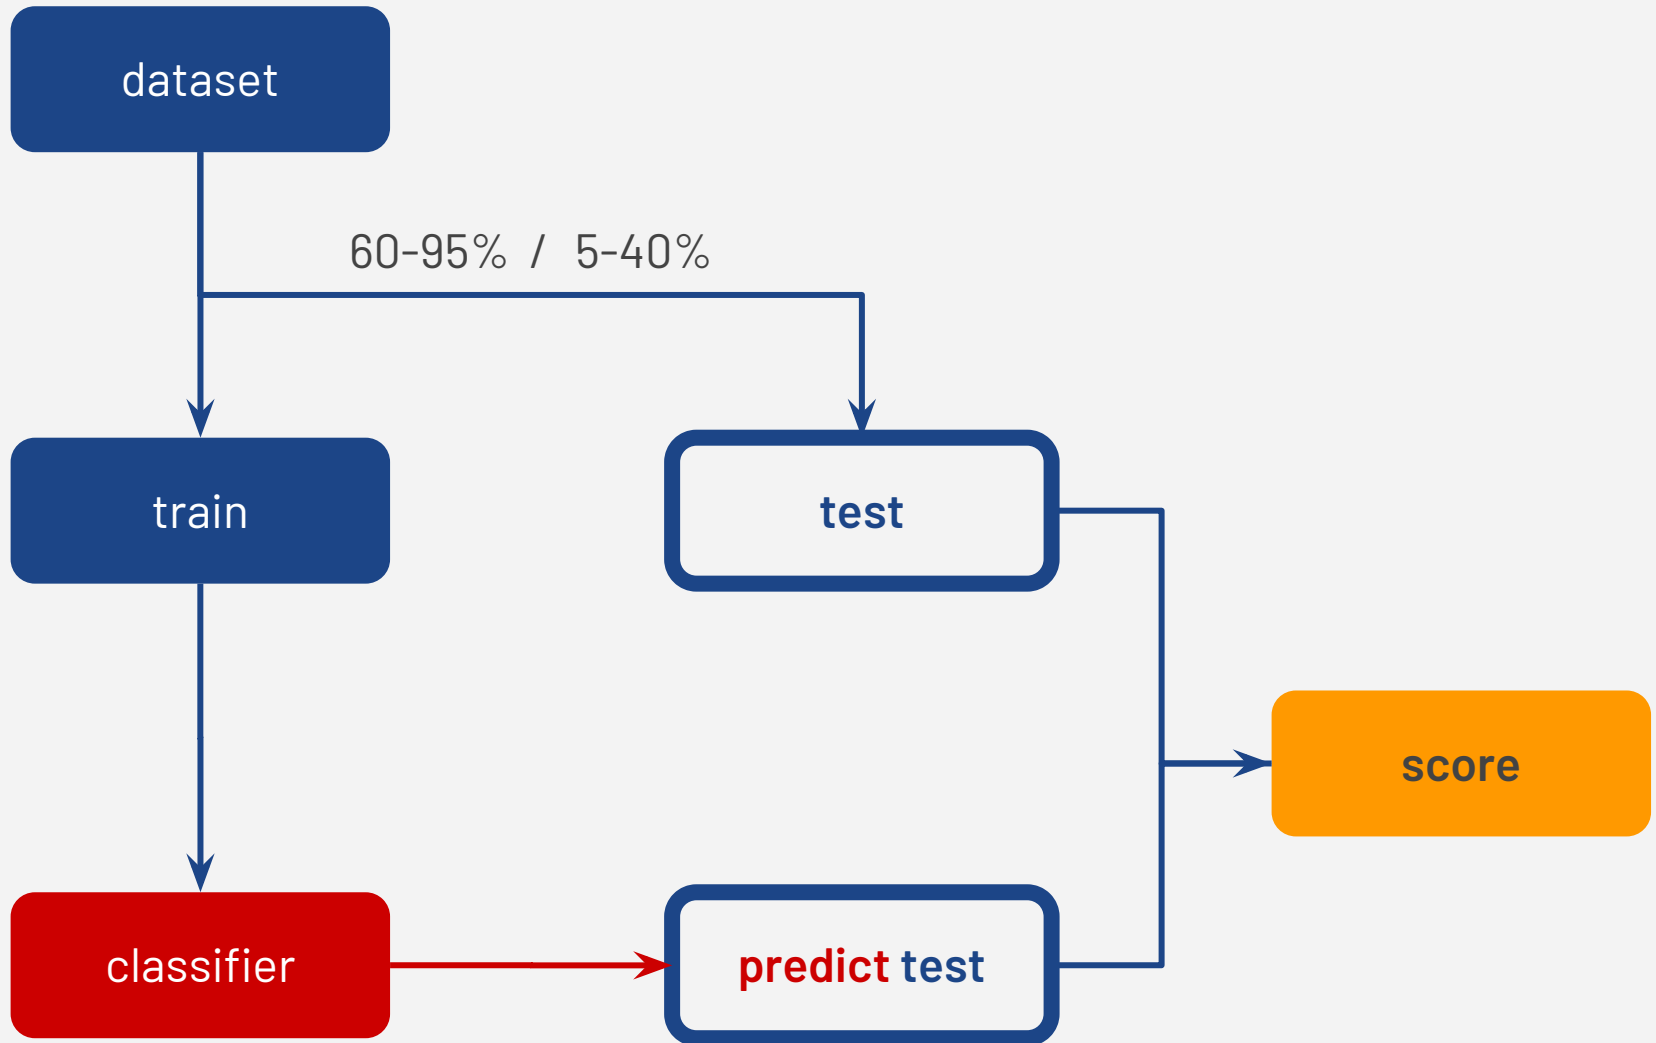 dataset
60-95% / 5-40%
train
test
score
classifier
predict test